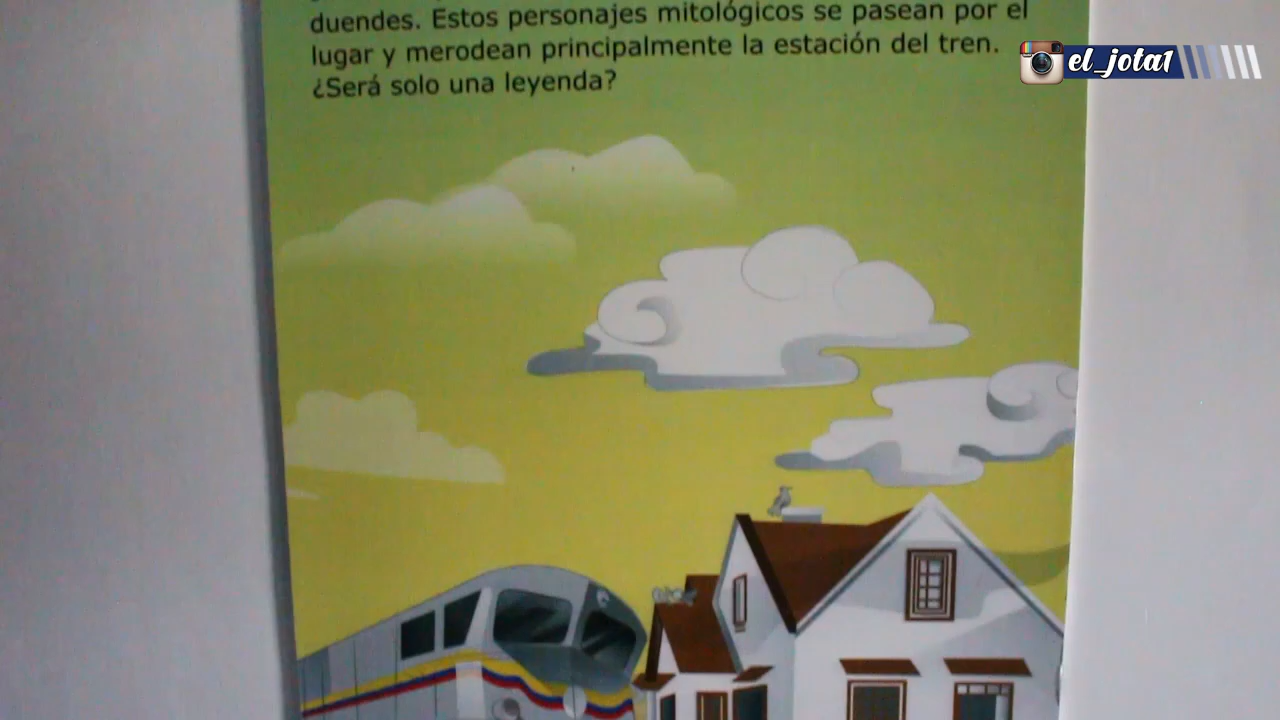 duendes. Estos personajes mitológicos se pasean por el
lugar y merodean principalmente la estación del tren.
¿Será solo una leyenda?
el_jota1